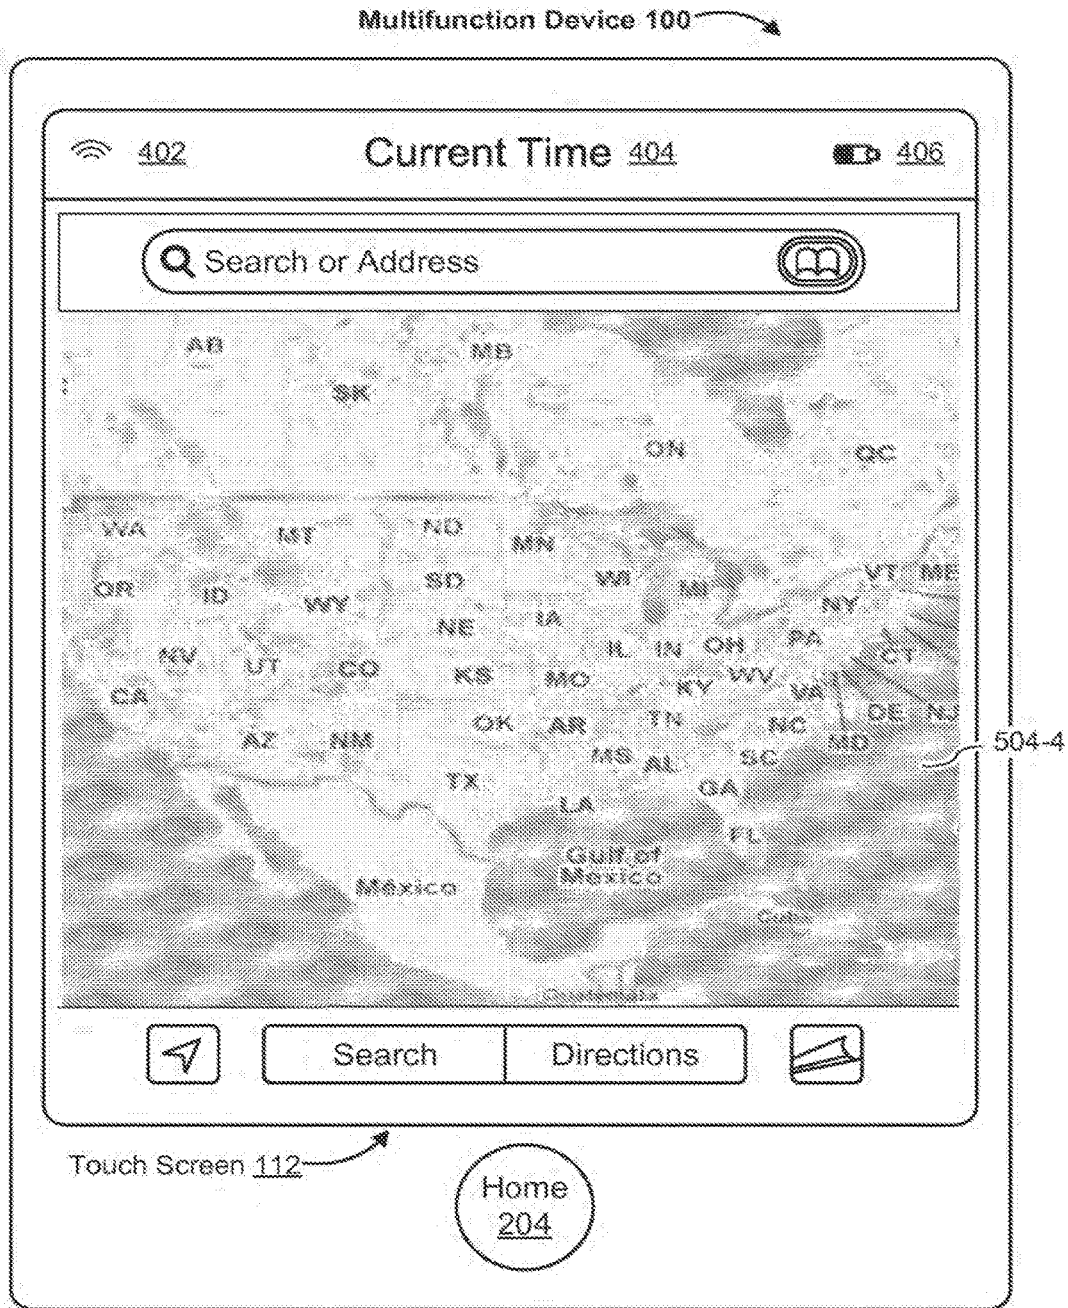 Multifunction Device 100
402 Current Time 404 406
Search or Address
AB MB
SK
ON QC
WA MT ND MN
OR ID WY SD WI MI VT ME
NE IA NY
NV UT CO IL IN OH PA CT
CA KS MO KY WV VA
OK AR TN NC DE NJ
AZ NM MS AL SC MD 504-4
TX LA GA
FL
Gulf of
Mexico
México
Cuba
Guatemala
Search Directions
Touch Screen 112
Home
204